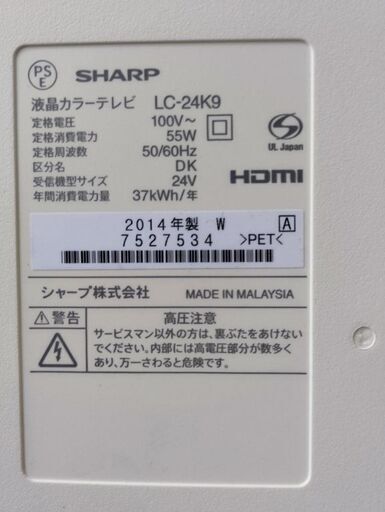 PS
E
SHARP
液晶カラーテレビ LC-24K9
定格電圧 100V～
定格消費電力 55W
定格周波数 50/60Hz
区分名 DK
受信機型サイズ 24V
年間消費電力量 37kWh/年
S
UL Japan
HDMI
2014年製 W A
7527534 >PET<
シャープ株式会社 MADE IN MALAYSIA
⚠警告 高圧注意
サービスマン以外の方は、裏ぶたをあけない
でください。内部には高電圧部分が数多く
あり、万一さわると危険です。